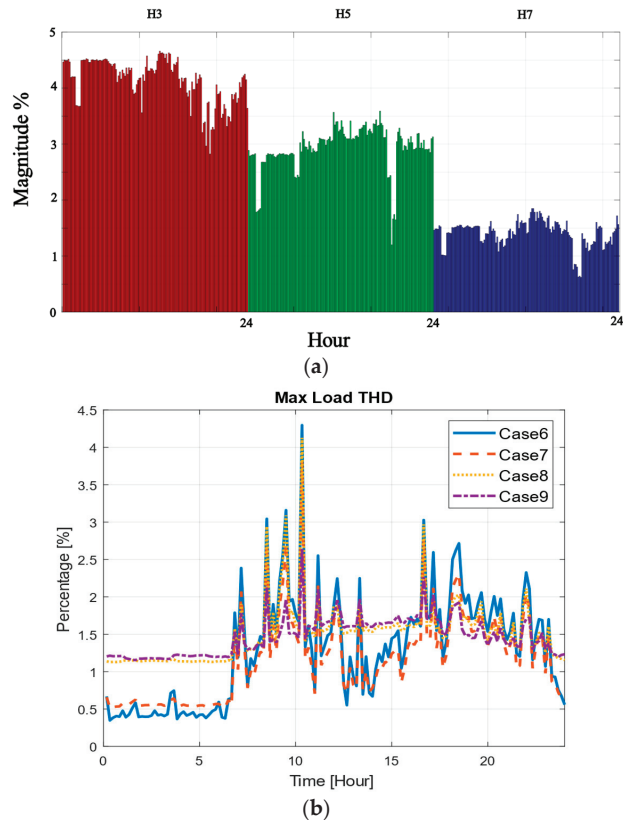 H3 H5 H7
5
4
3
2
1
0
Magnitude %
24 24 24
Hour
(a)
Max Load THD
4.5
4
3.5
3
2.5
2
1.5
1
0.5
0
Percentage [%]
Case6
Case7
Case8
Case9
0 5 10 15 20
Time [Hour]
(b)